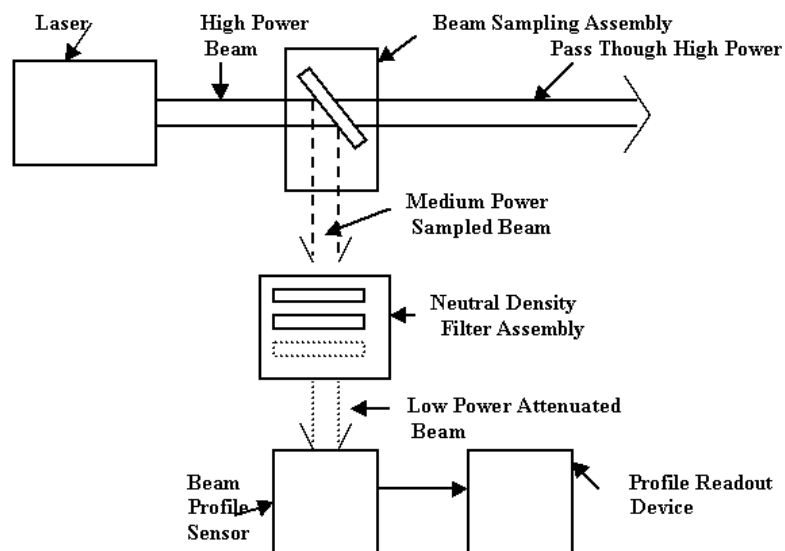 Laser
High Power
Beam
Beam Sampling Assembly
Pass Though High Power
Medium Power
Sampled Beam
Neutral Density
Filter Assembly
Low Power Attenuated
Beam
Beam
Profile
Sensor
Profile Readout
Device